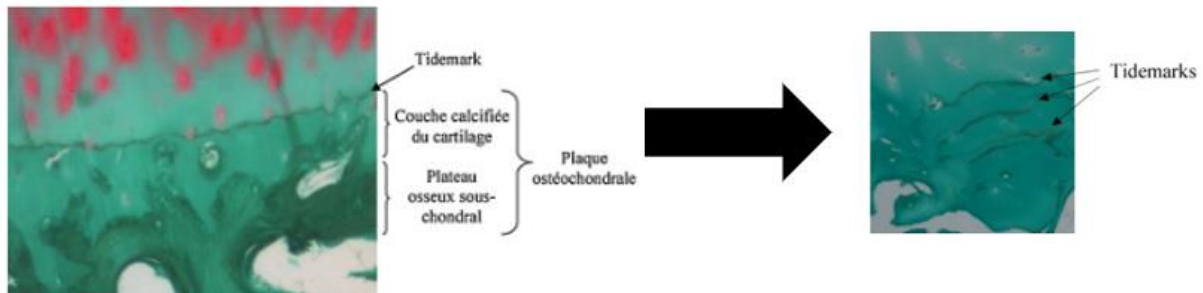 Tidemark
Couche calcifiée
du cartilage
Plateau
osseux sous-
chondral
Plaque
ostéochondrale
Tidemarks